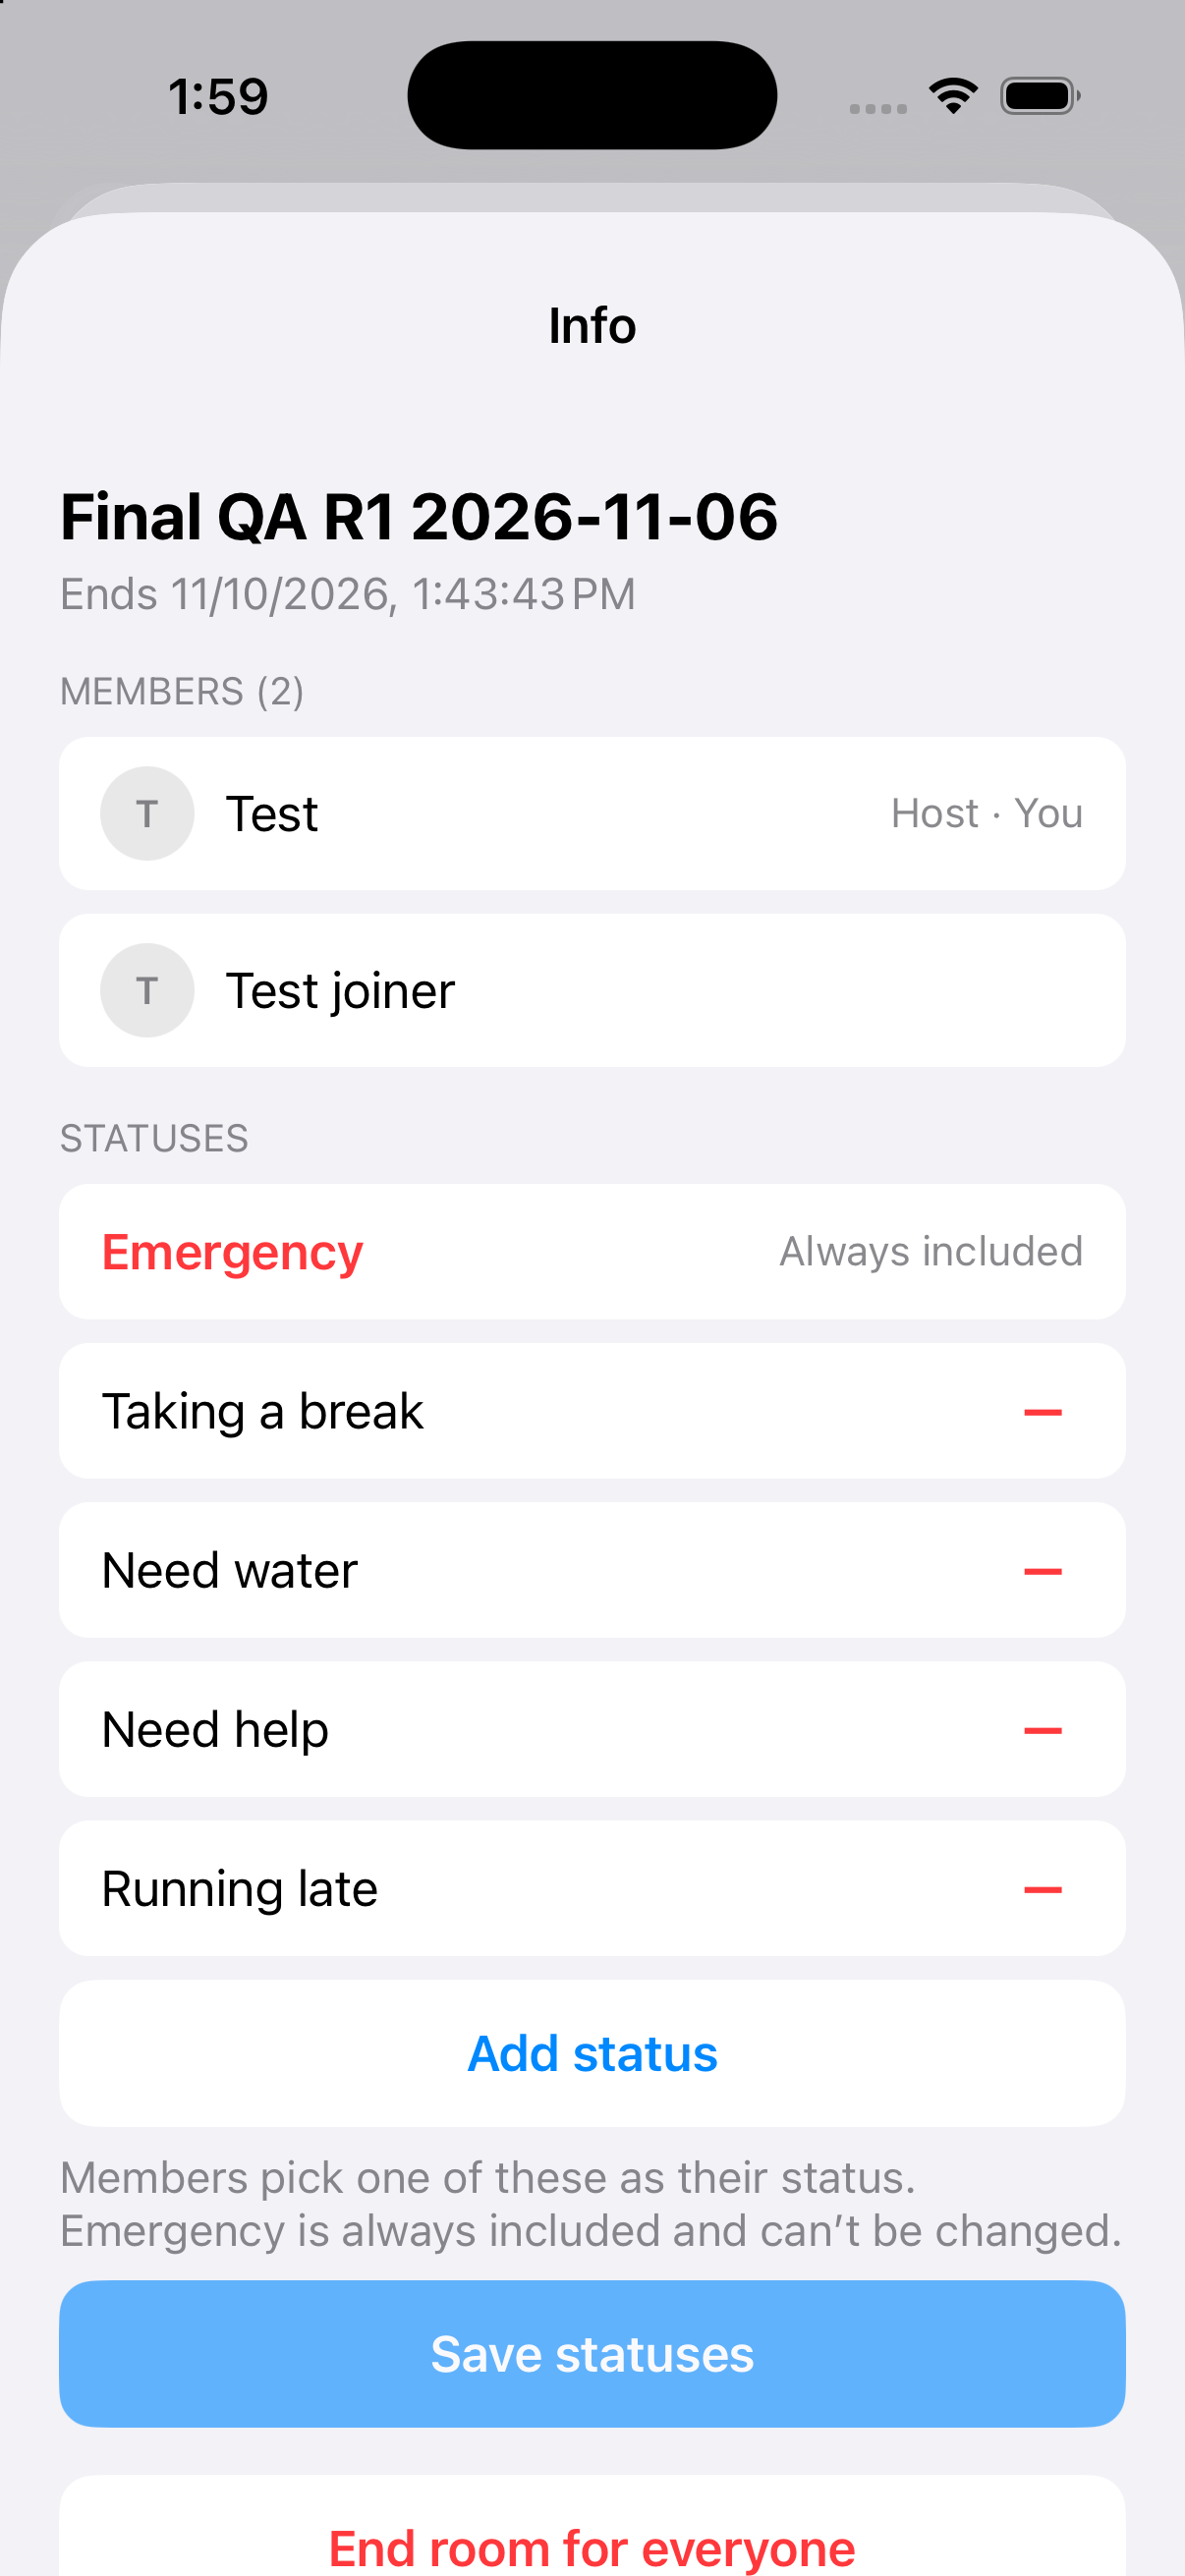 1:59
Info
Final QA R1 2026-11-06
Ends 11/10/2026, 1:43:43 PM
MEMBERS (2)
T Test Host · You
T Test joiner
STATUSES
Emergency Always included
Taking a break
Need water
Need help
Running late
Add status
Members pick one of these as their status.
Emergency is always included and can’t be changed.
Save statuses
End room for everyone